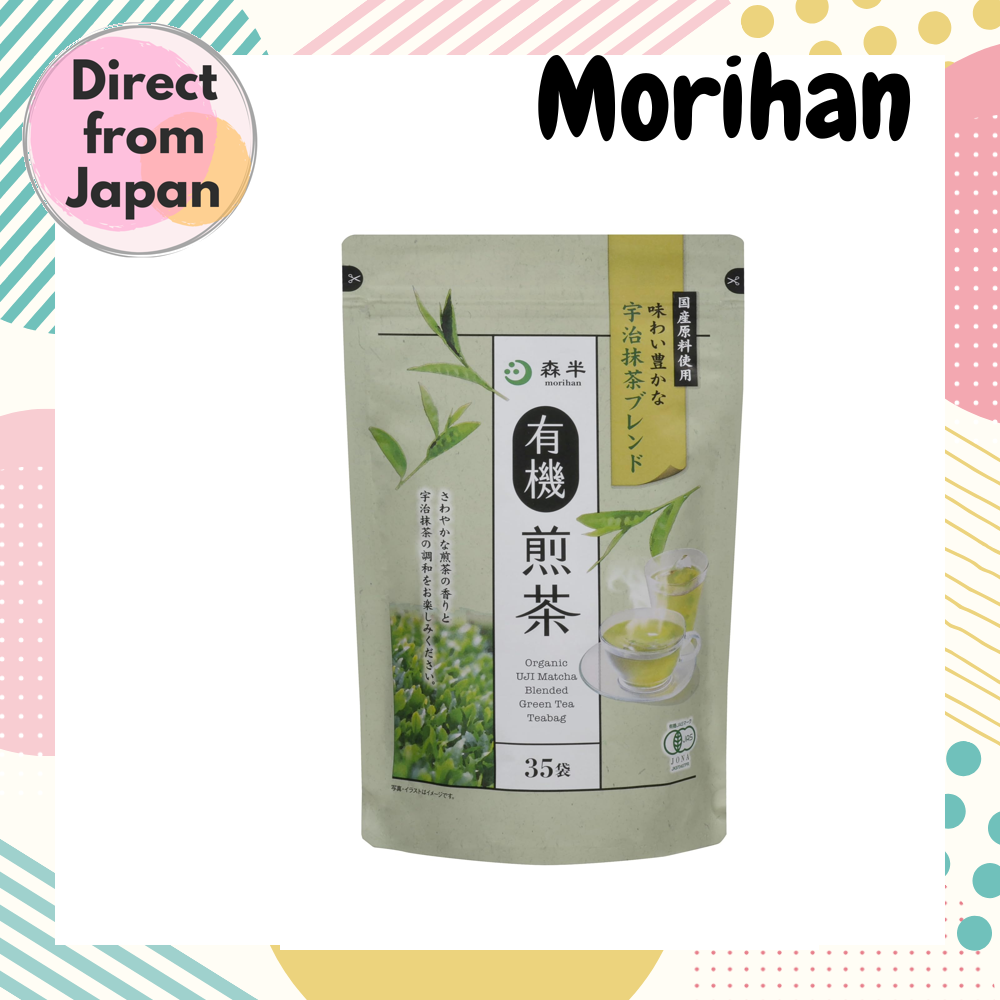 Direct
from
Japan
Morihan
国産原料使用
味わい豊かな
宇治抹茶ブレンド
森半
morihan
有機
煎茶
さわやかな煎茶の香りと
宇治抹茶の調和をお楽しみください。
Organic
UJI Matcha
Blended
Green Tea
Teabag
35袋
JAS
JONA
写真・イラストはイメージです。